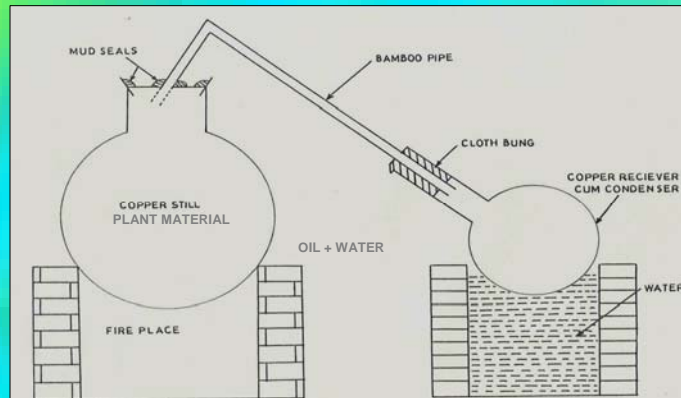 MUD SEALS
BAMBOO PIPE
CLOTH BUNG
COPPER RECIEVER
CUM CONDENSER
COPPER STILL
PLANT MATERIAL
OIL + WATER
WATER
FIRE PLACE